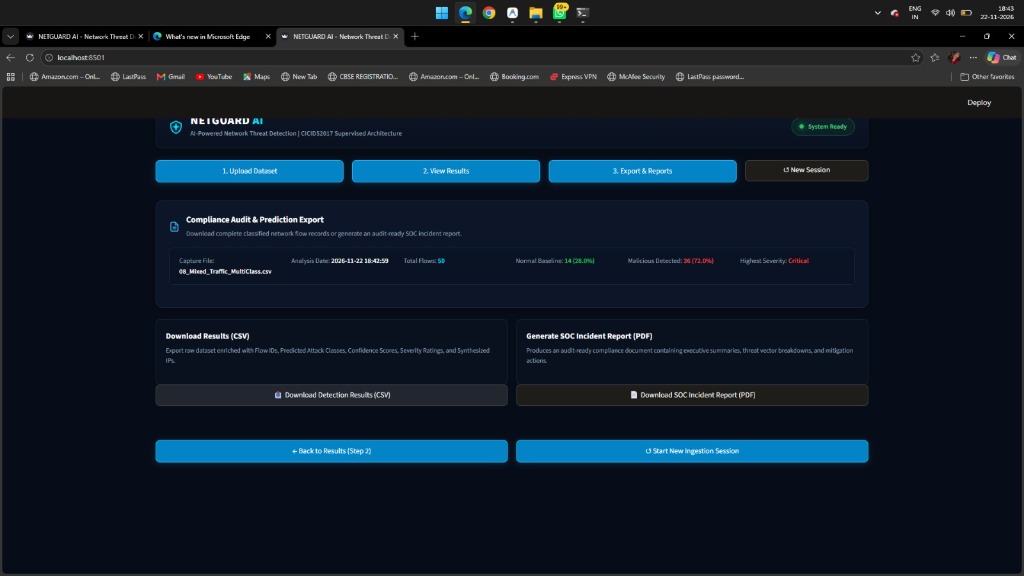 99+
ENG
IN
18:43
22-11-2026
NETGUARD AI - Network Threat D
What's new in Microsoft Edge
NETGUARD AI - Network Threat D
localhost:8501
Chat
Amazon.com – Onl...
LastPass
Gmail
YouTube
Maps
New Tab
CBSE REGISTRATIO...
Amazon.com – Onl...
Booking.com
Express VPN
McAfee Security
LastPass password...
Other favorites
Deploy
NETGUARD AI
AI-Powered Network Threat Detection | CICIDS2017 Supervised Architecture
System Ready
1. Upload Dataset
2. View Results
3. Export & Reports
↺ New Session
Compliance Audit & Prediction Export
Download complete classified network flow records or generate an audit-ready SOC incident report.
Capture File:
08_Mixed_Traffic_MultiClass.csv
Analysis Date: 2026-11-22 18:42:59
Total Flows: 50
Normal Baseline: 14 (28.0%)
Malicious Detected: 36 (72.0%)
Highest Severity: Critical
Download Results (CSV)
Export raw dataset enriched with Flow IDs, Predicted Attack Classes, Confidence Scores, Severity Ratings, and Synthesized
IPs.
Download Detection Results (CSV)
Generate SOC Incident Report (PDF)
Produces an audit-ready compliance document containing executive summaries, threat vector breakdowns, and mitigation
actions.
Download SOC Incident Report (PDF)
← Back to Results (Step 2)
↺ Start New Ingestion Session